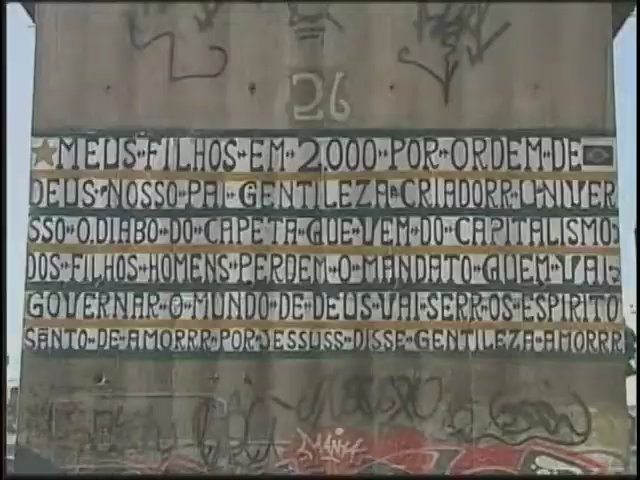 26
MEUS FILHOS EM 2.000 POR ORDEM DE
DEUS NOSSO PAI GENTILEZA CRIADORR UNIVER
SSO O DIABO DO CAPETA QUE VEM DO CAPITALISMO
DOS FILHOS HOMENS PERDEM O MANDATO QUEM VAI
GOVERNAR O MUNDO DE DEUS VAI SERR OS ESPIRITO
SANTO DE AMORRR POR JESSUSS DISSE GENTILEZA AMORRR